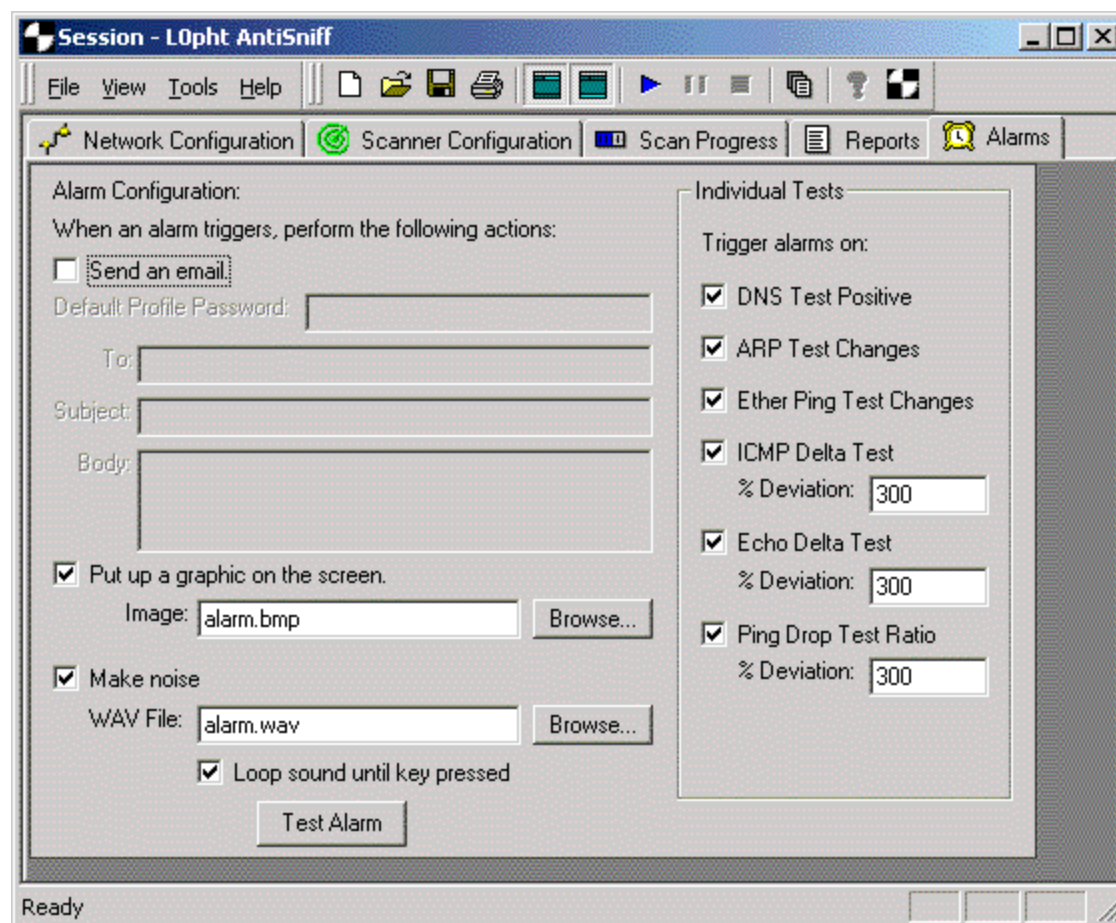 Session - L0pht AntiSniff
File View Tools Help
Network Configuration Scanner Configuration Scan Progress Reports Alarms
Alarm Configuration:
When an alarm triggers, perform the following actions:
Send an email.
Default Profile Password:
To:
Subject:
Body:
Put up a graphic on the screen.
Image: alarm.bmp Browse...
Make noise
WAV File: alarm.wav Browse...
Loop sound until key pressed
Test Alarm
Individual Tests
Trigger alarms on:
DNS Test Positive
ARP Test Changes
Ether Ping Test Changes
ICMP Delta Test
% Deviation: 300
Echo Delta Test
% Deviation: 300
Ping Drop Test Ratio
% Deviation: 300
Ready